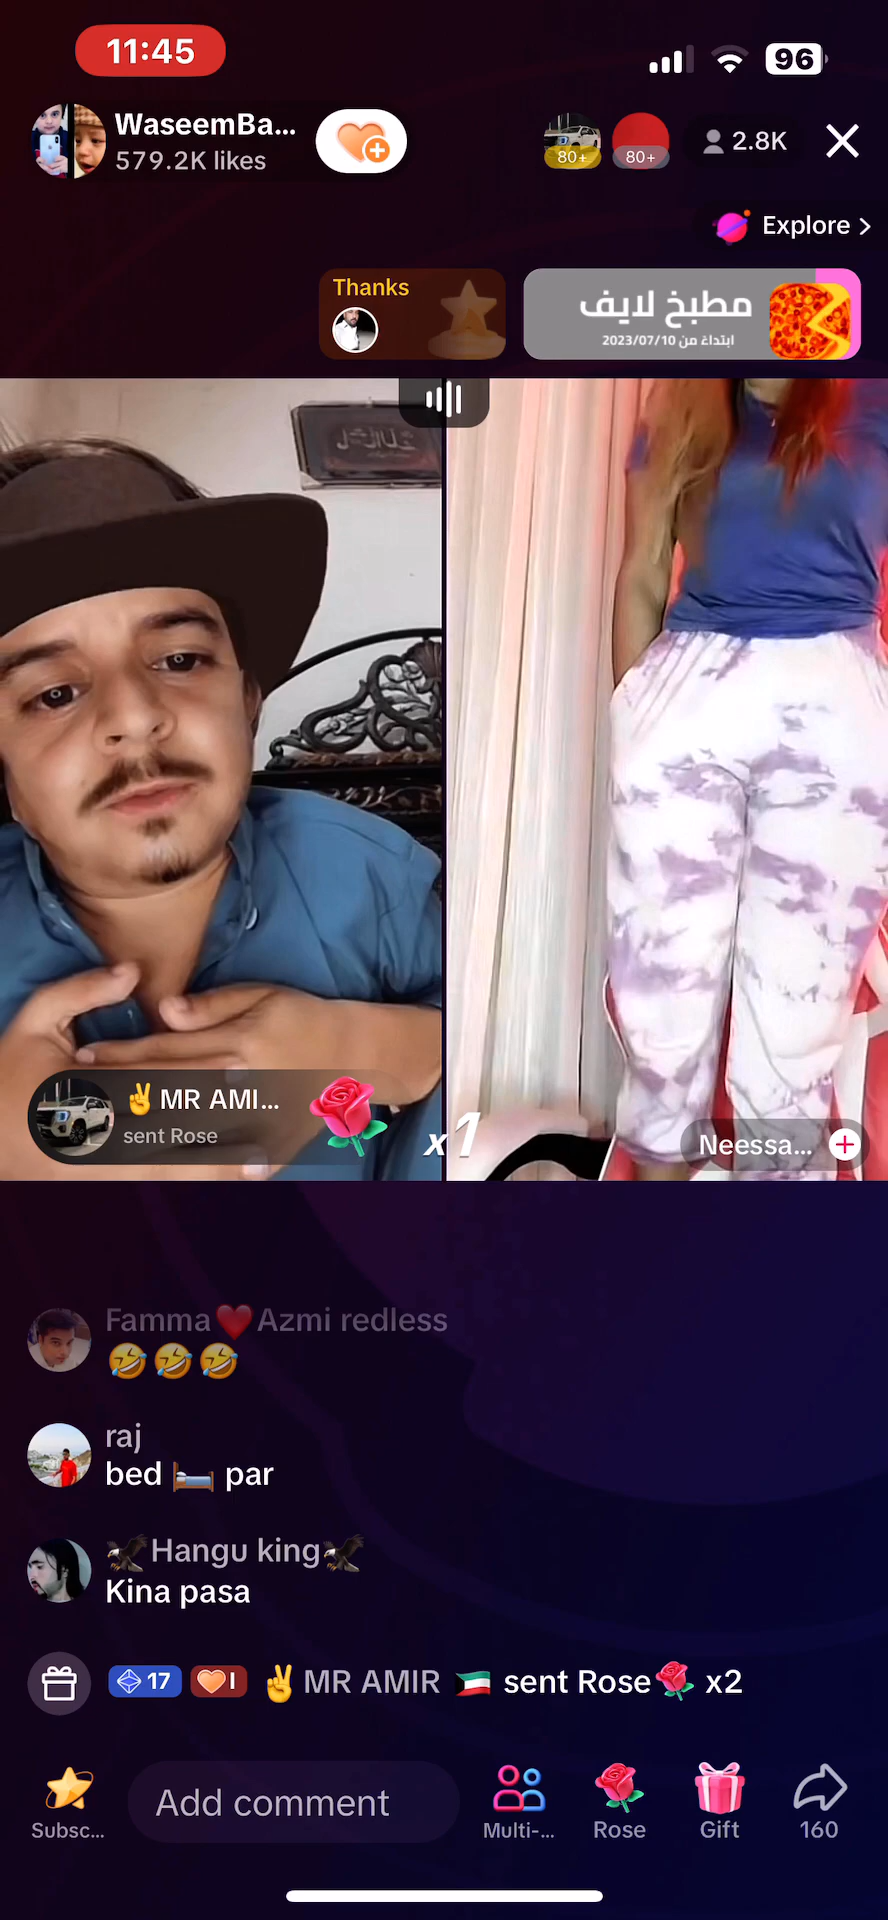 11:45
96
WaseemBa...
579.2K likes
80+
80+
2.8K
Explore >
Thanks
مطبخ لايف
ابتداءً من 2023/07/10
✌️MR AMI...
sent Rose
x1
Neessa...
Famma❤️Azmi redless
🤣🤣🤣
raj
bed 🛏️ par
🦅Hangu king🦅
Kina pasa
17 I ✌️MR AMIR 🇰🇼 sent Rose🌹 x2
Subsc...
Add comment
Multi-...
Rose
Gift
160